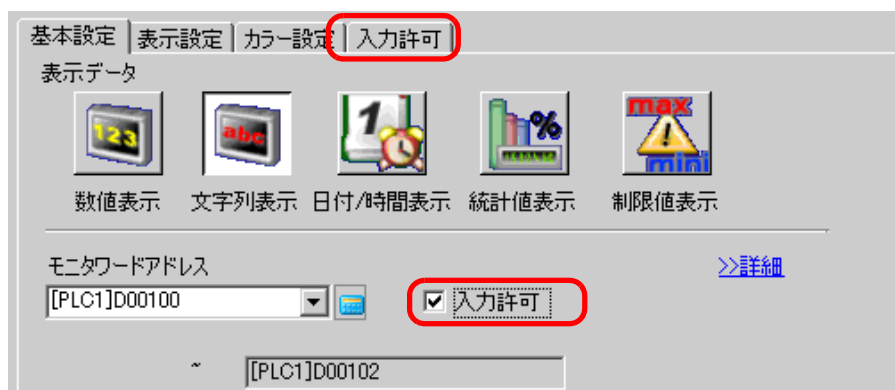 基本設定 表示設定 カラー設定 入力許可
表示データ
123 abc 1 % max mini
数値表示 文字列表示 日付/時間表示 統計値表示 制限値表示
モニタワードアドレス >>詳細
[PLC1]D00100 入力許可
~ [PLC1]D00102